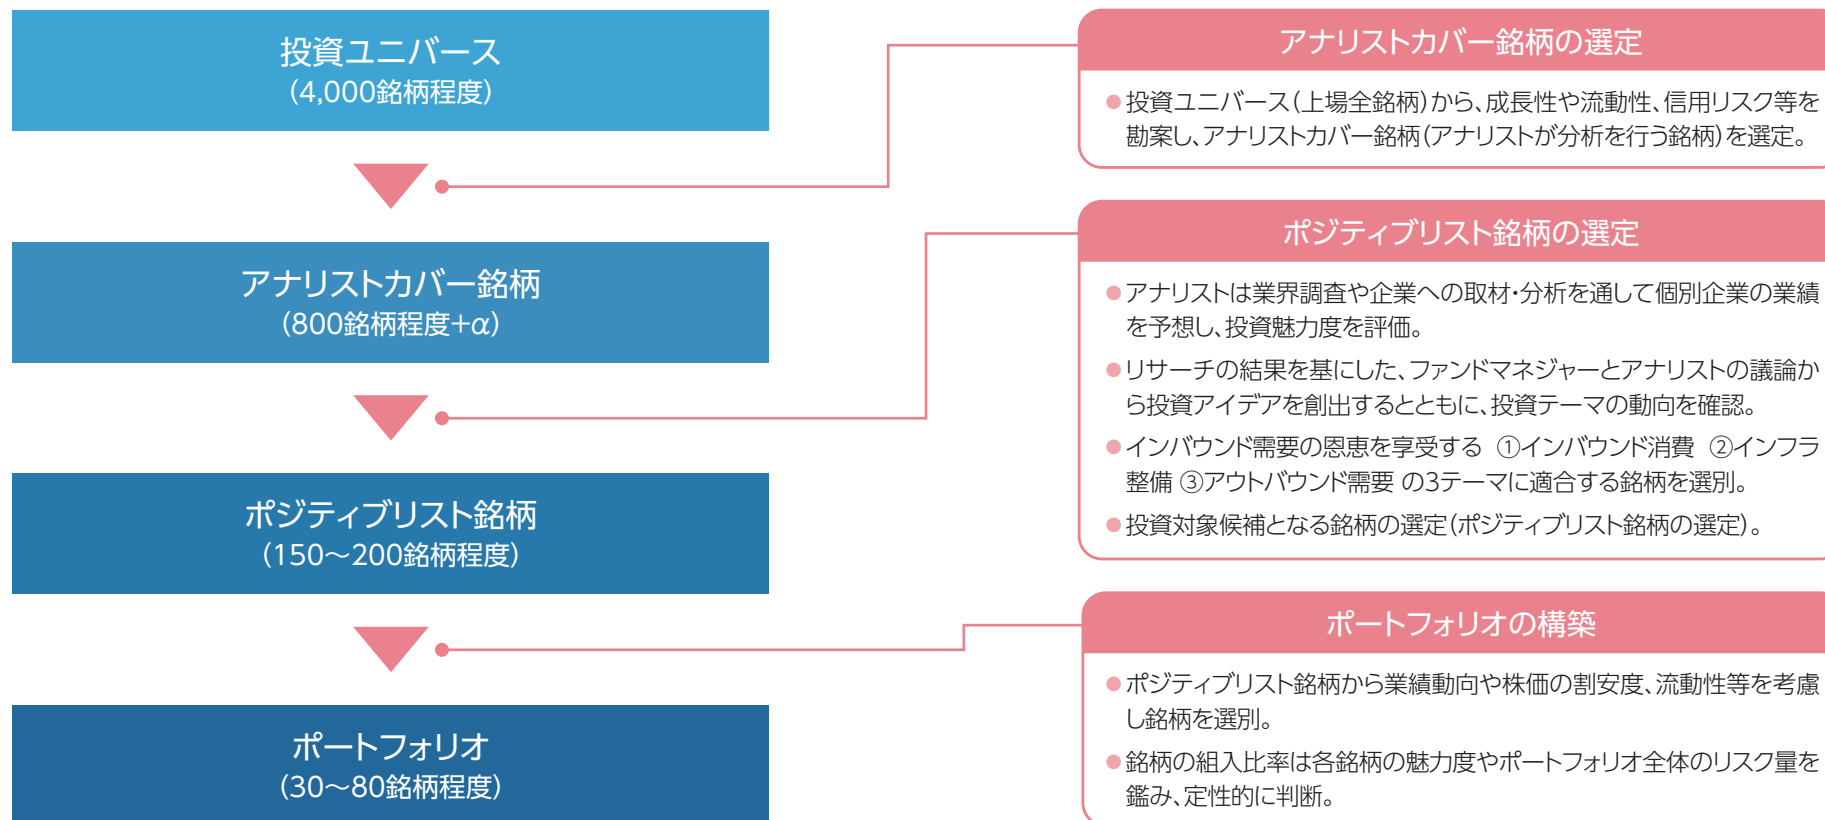 投資ユニバース
(4,000銘柄程度)
アナリストカバー銘柄
(800銘柄程度+α)
ポジティブリスト銘柄
(150～200銘柄程度)
ポートフォリオ
(30～80銘柄程度)
アナリストカバー銘柄の選定
●投資ユニバース(上場全銘柄)から、成長性や流動性、信用リスク等を
勘案し、アナリストカバー銘柄(アナリストが分析を行う銘柄)を選定。
ポジティブリスト銘柄の選定
●アナリストは業界調査や企業への取材・分析を通して個別企業の業績
を予想し、投資魅力度を評価。
●リサーチの結果を基にした、ファンドマネジャーとアナリストの議論か
ら投資アイデアを創出するとともに、投資テーマの動向を確認。
●インバウンド需要の恩恵を享受する ①インバウンド消費 ②インフラ
整備 ③アウトバウンド需要 の3テーマに適合する銘柄を選別。
●投資対象候補となる銘柄の選定(ポジティブリスト銘柄の選定)。
ポートフォリオの構築
●ポジティブリスト銘柄から業績動向や株価の割安度、流動性等を考慮
し銘柄を選別。
●銘柄の組入比率は各銘柄の魅力度やポートフォリオ全体のリスク量を
鑑み、定性的に判断。